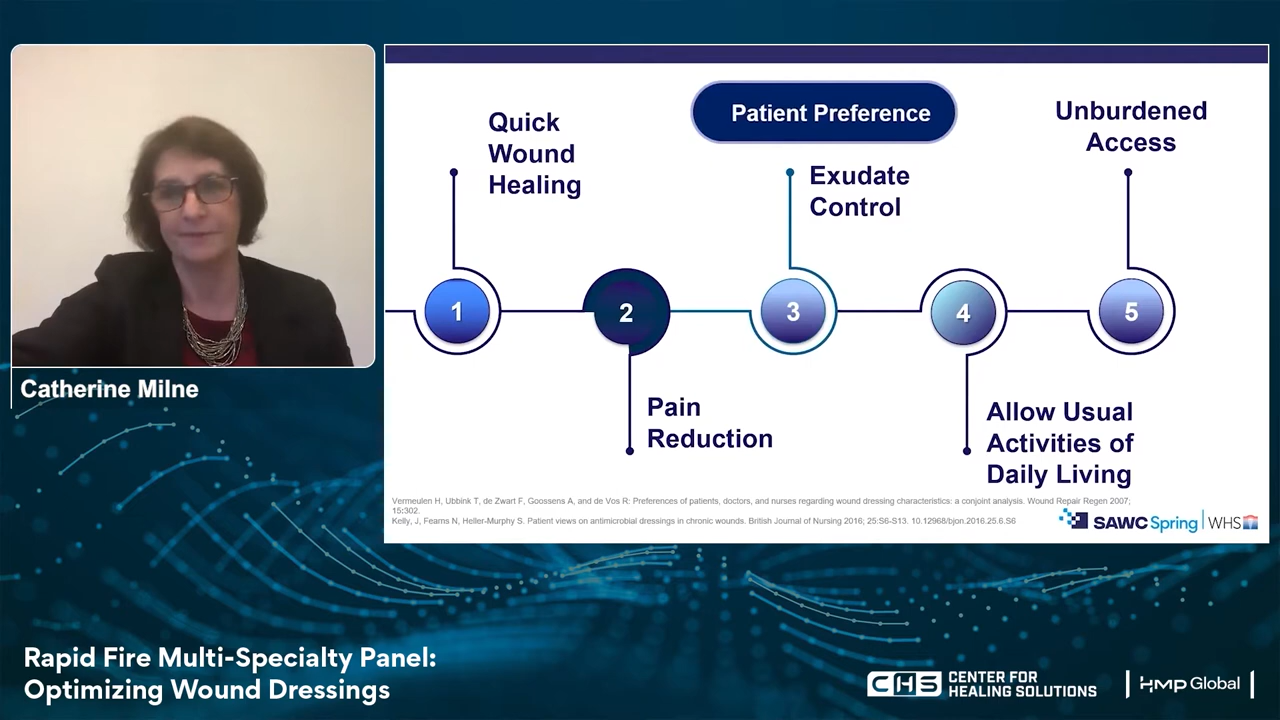 Patient Preference
Quick
Wound
Healing
Exudate
Control
Unburdened
Access
1
2
3
4
5
Pain
Reduction
Allow Usual
Activities of
Daily Living
Vermeulen H, Ubbink T, de Zwart F, Goossens A, and de Vos R: Preferences of patients, doctors, and nurses regarding wound dressing characteristics: a conjoint analysis. Wound Repair Regen 2007;
15:302.
Kelly, J, Fearns N, Heller-Murphy S. Patient views on antimicrobial dressings in chronic wounds. British Journal of Nursing 2016; 25:S6-S13. 10.12968/bjon.2016.25.6.S6
SAWC Spring | WHS
Catherine Milne
Rapid Fire Multi-Specialty Panel:
Optimizing Wound Dressings
CHS CENTER FOR
HEALING SOLUTIONS
HMP Global